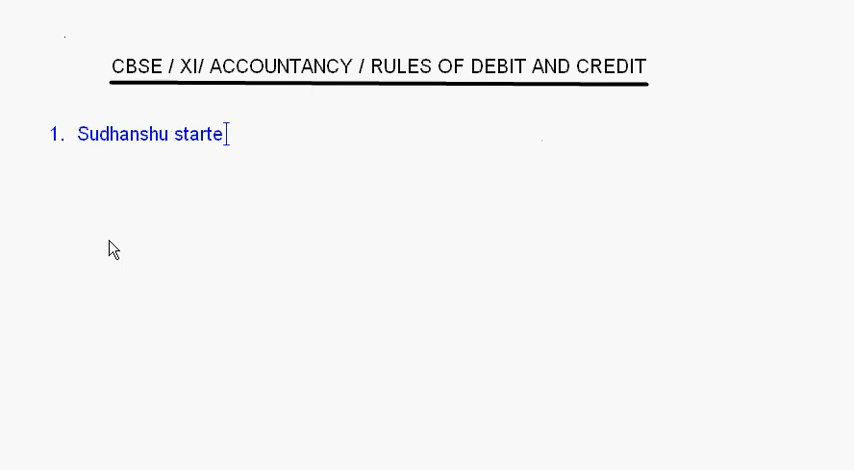 CBSE / XI/ ACCOUNTANCY / RULES OF DEBIT AND CREDIT
1. Sudhanshu starte